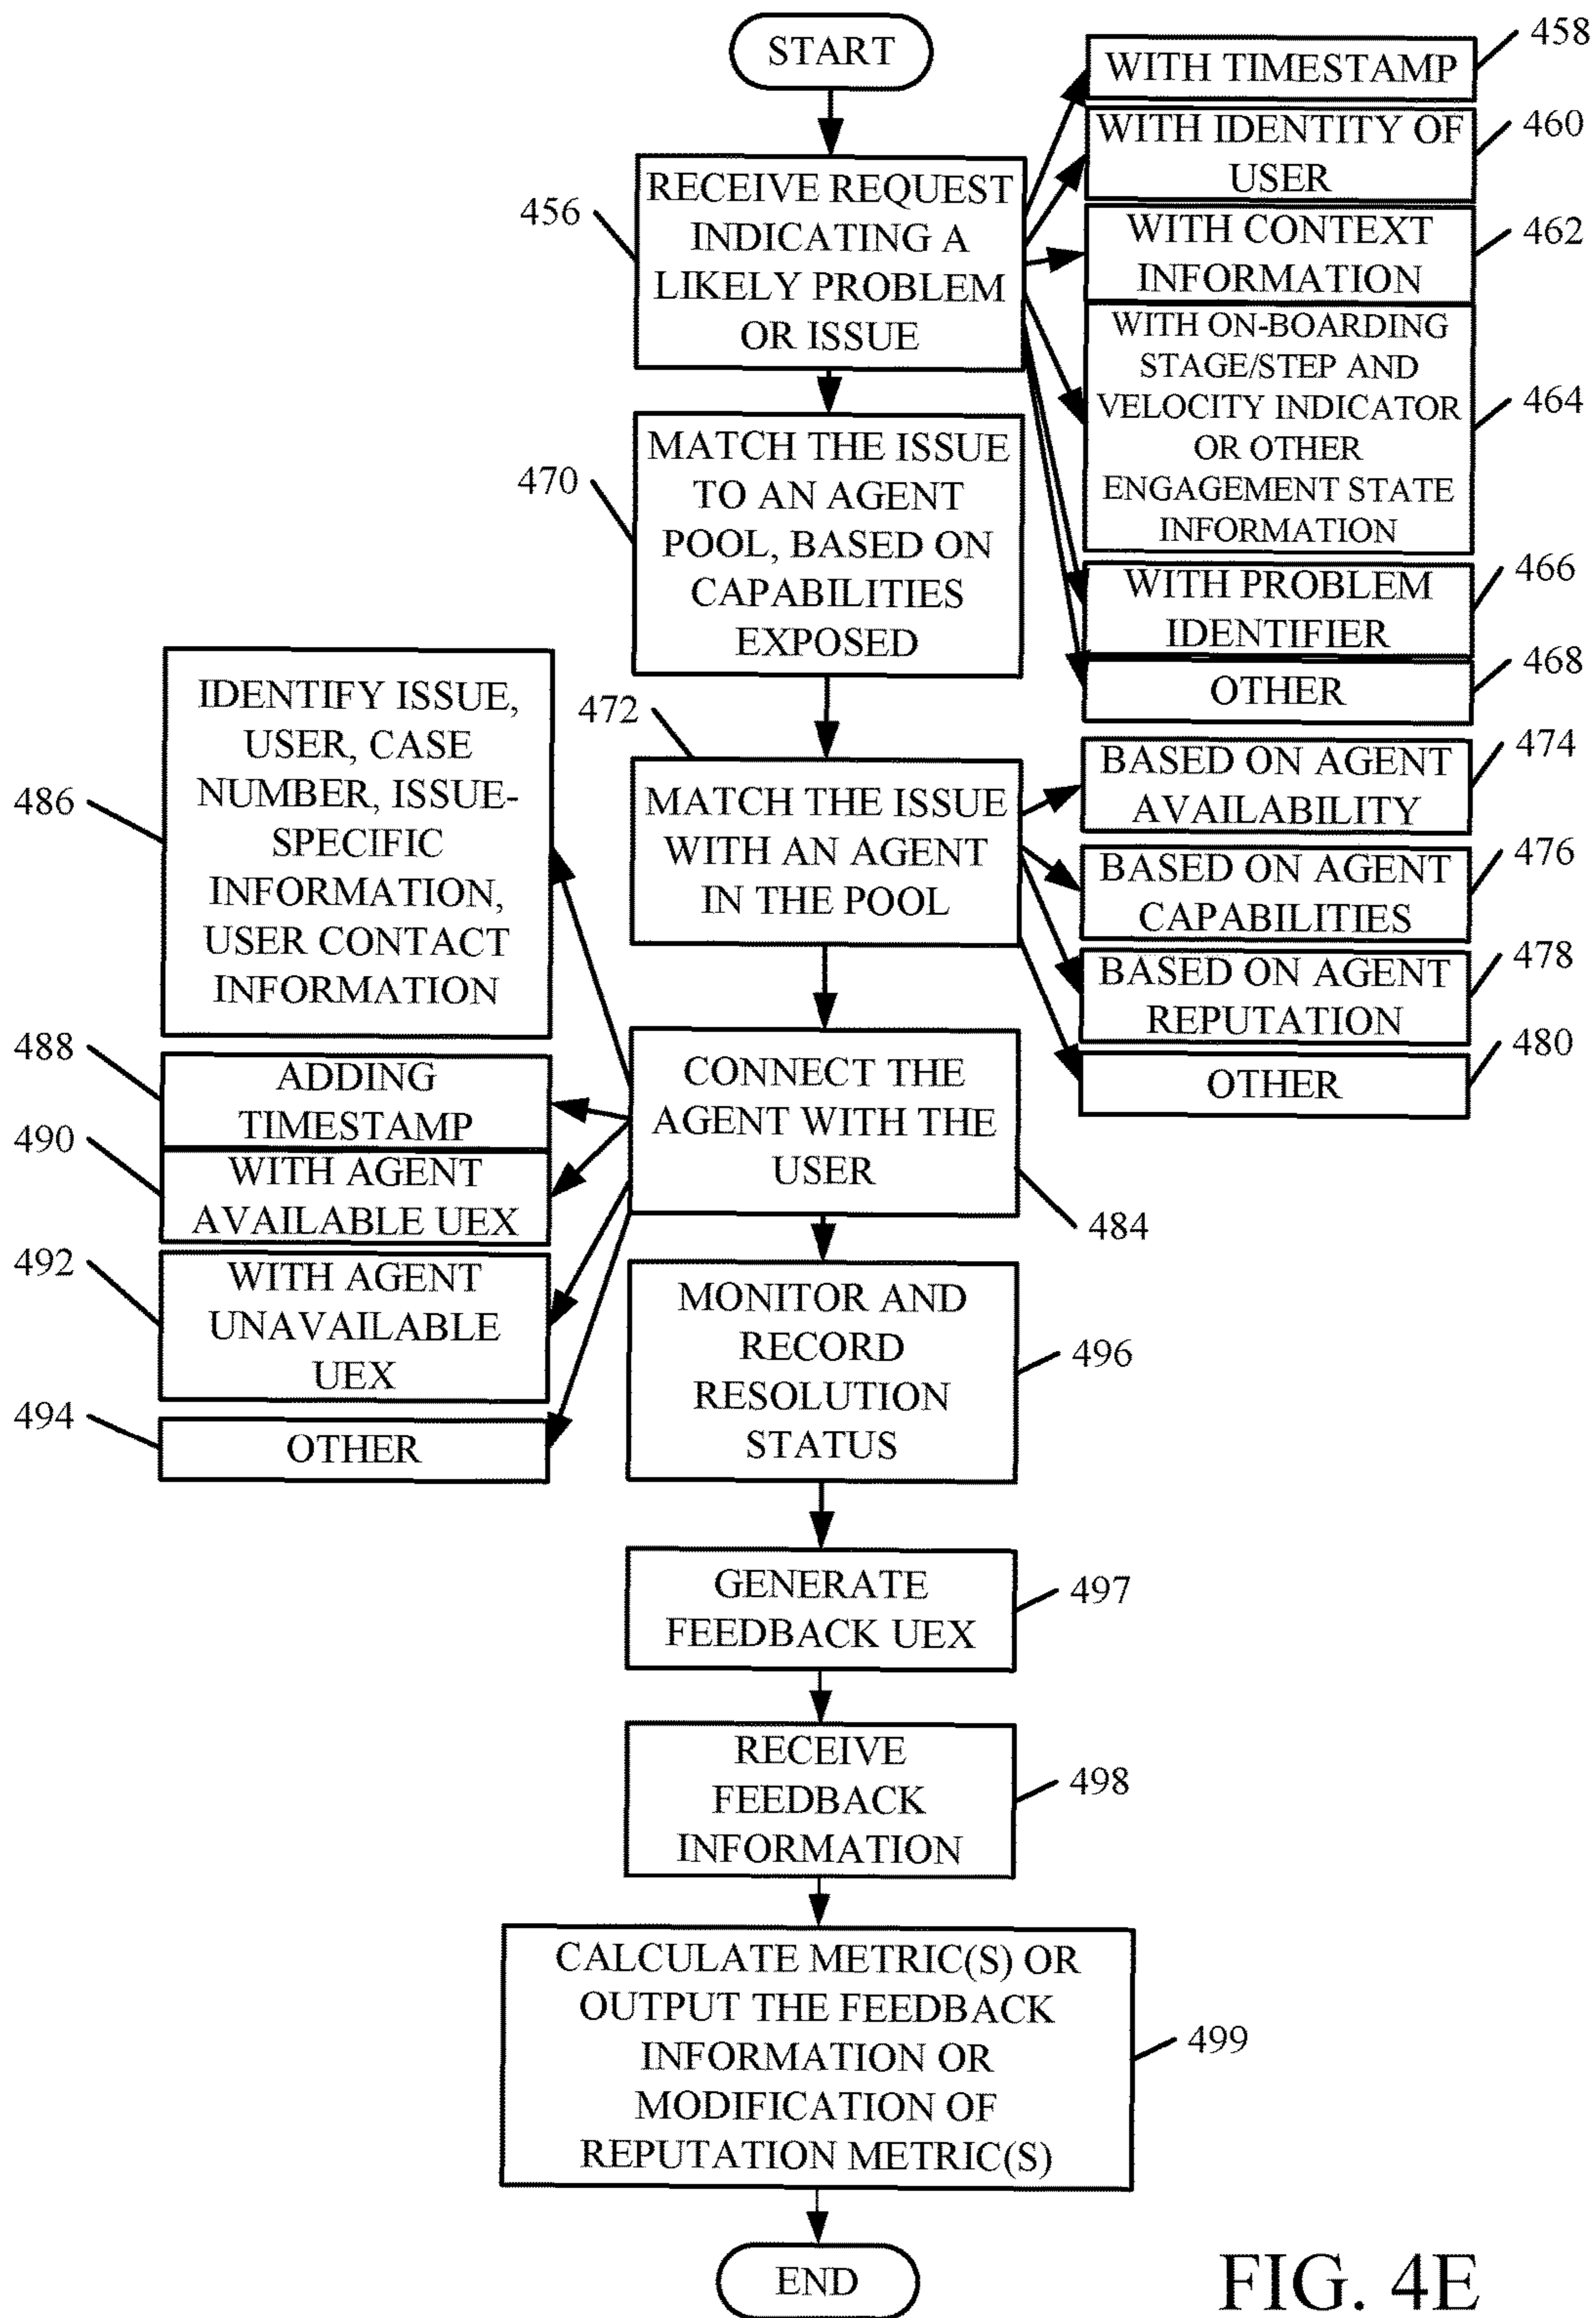 START
WITH TIMESTAMP
458
WITH IDENTITY OF
USER
460
456
RECEIVE REQUEST
INDICATING A
LIKELY PROBLEM
OR ISSUE
WITH CONTEXT
INFORMATION
462
WITH ON-BOARDING
STAGE/STEP AND
VELOCITY INDICATOR
OR OTHER
ENGAGEMENT STATE
INFORMATION
464
470
MATCH THE ISSUE
TO AN AGENT
POOL, BASED ON
CAPABILITIES
EXPOSED
WITH PROBLEM
IDENTIFIER
466
OTHER
468
472
MATCH THE ISSUE
WITH AN AGENT
IN THE POOL
BASED ON AGENT
AVAILABILITY
474
BASED ON AGENT
CAPABILITIES
476
BASED ON AGENT
REPUTATION
478
OTHER
480
486
IDENTIFY ISSUE,
USER, CASE
NUMBER, ISSUE-
SPECIFIC
INFORMATION,
USER CONTACT
INFORMATION
488
ADDING
TIMESTAMP
490
WITH AGENT
AVAILABLE UEX
492
WITH AGENT
UNAVAILABLE
UEX
494
OTHER
CONNECT THE
AGENT WITH THE
USER
484
MONITOR AND
RECORD
RESOLUTION
STATUS
496
GENERATE
FEEDBACK UEX
497
RECEIVE
FEEDBACK
INFORMATION
498
CALCULATE METRIC(S) OR
OUTPUT THE FEEDBACK
INFORMATION OR
MODIFICATION OF
REPUTATION METRIC(S)
499
END
FIG. 4E